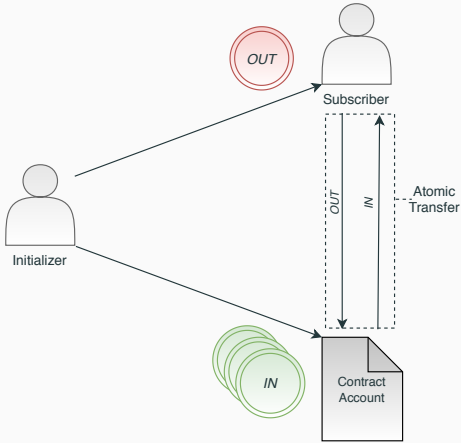 OUT
Subscriber
OUT
IN
Atomic
Transfer
Initializer
IN
Contract
Account